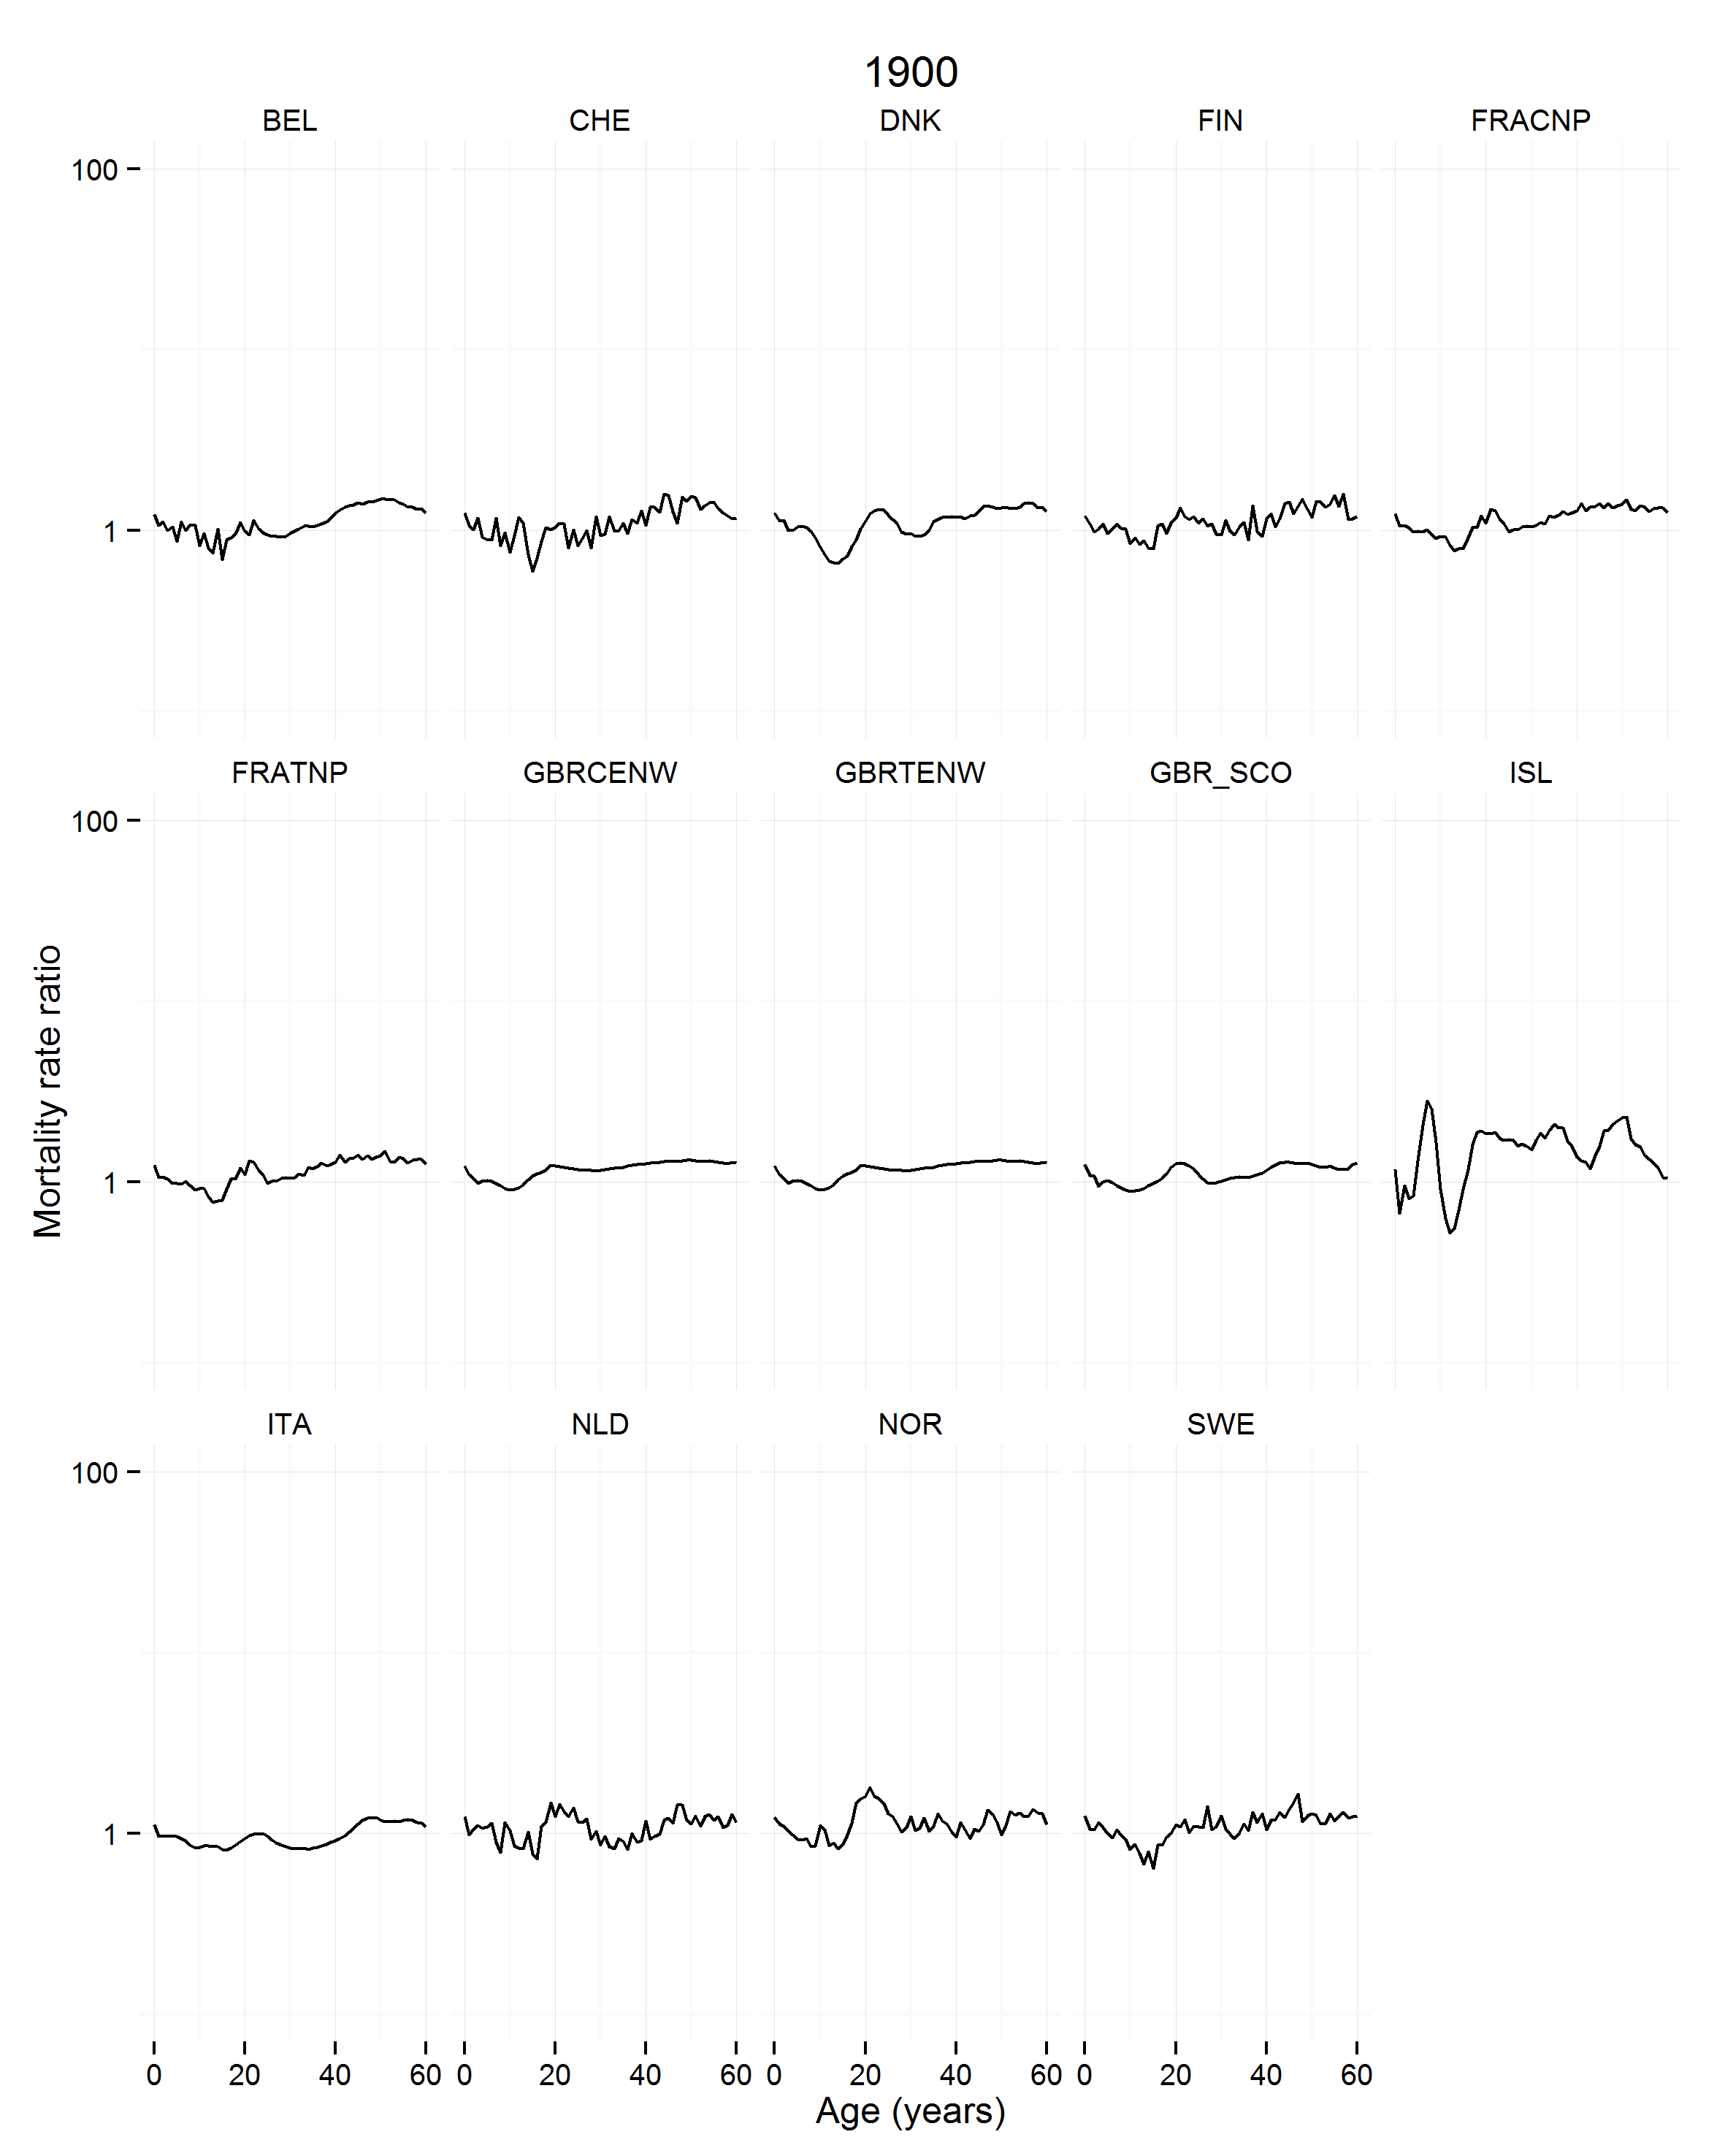 1900
BEL CHE DNK FIN FRACNP
100
1
FRATNP GBRCENW GBRTENW GBR_SCO ISL
100
1
Mortality rate ratio
ITA NLD NOR SWE
100
1
0 20 40 60 0 20 40 60 0 20 40 60 0 20 40 60
Age (years)